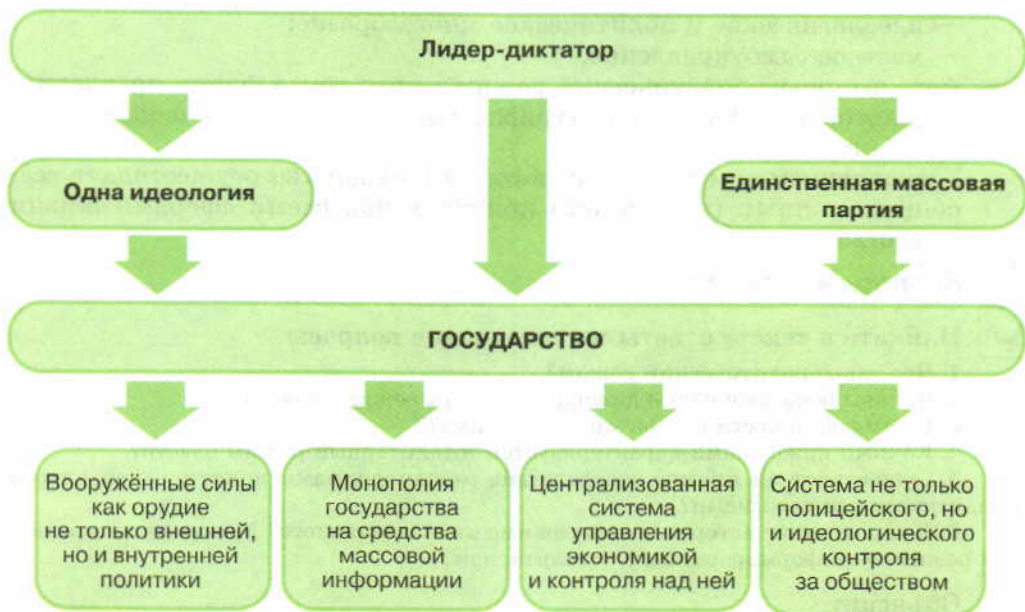 Лидер-диктатор
Одна идеология
Единственная массовая
партия
ГОСУДАРСТВО
Вооружённые силы
как орудие
не только внешней,
но и внутренней
политики
Монополия
государства
на средства
массовой
информации
Централизованная
система
управления
экономикой
и контроля над ней
Система не только
полицейского, но
и идеологического
контроля
за обществом